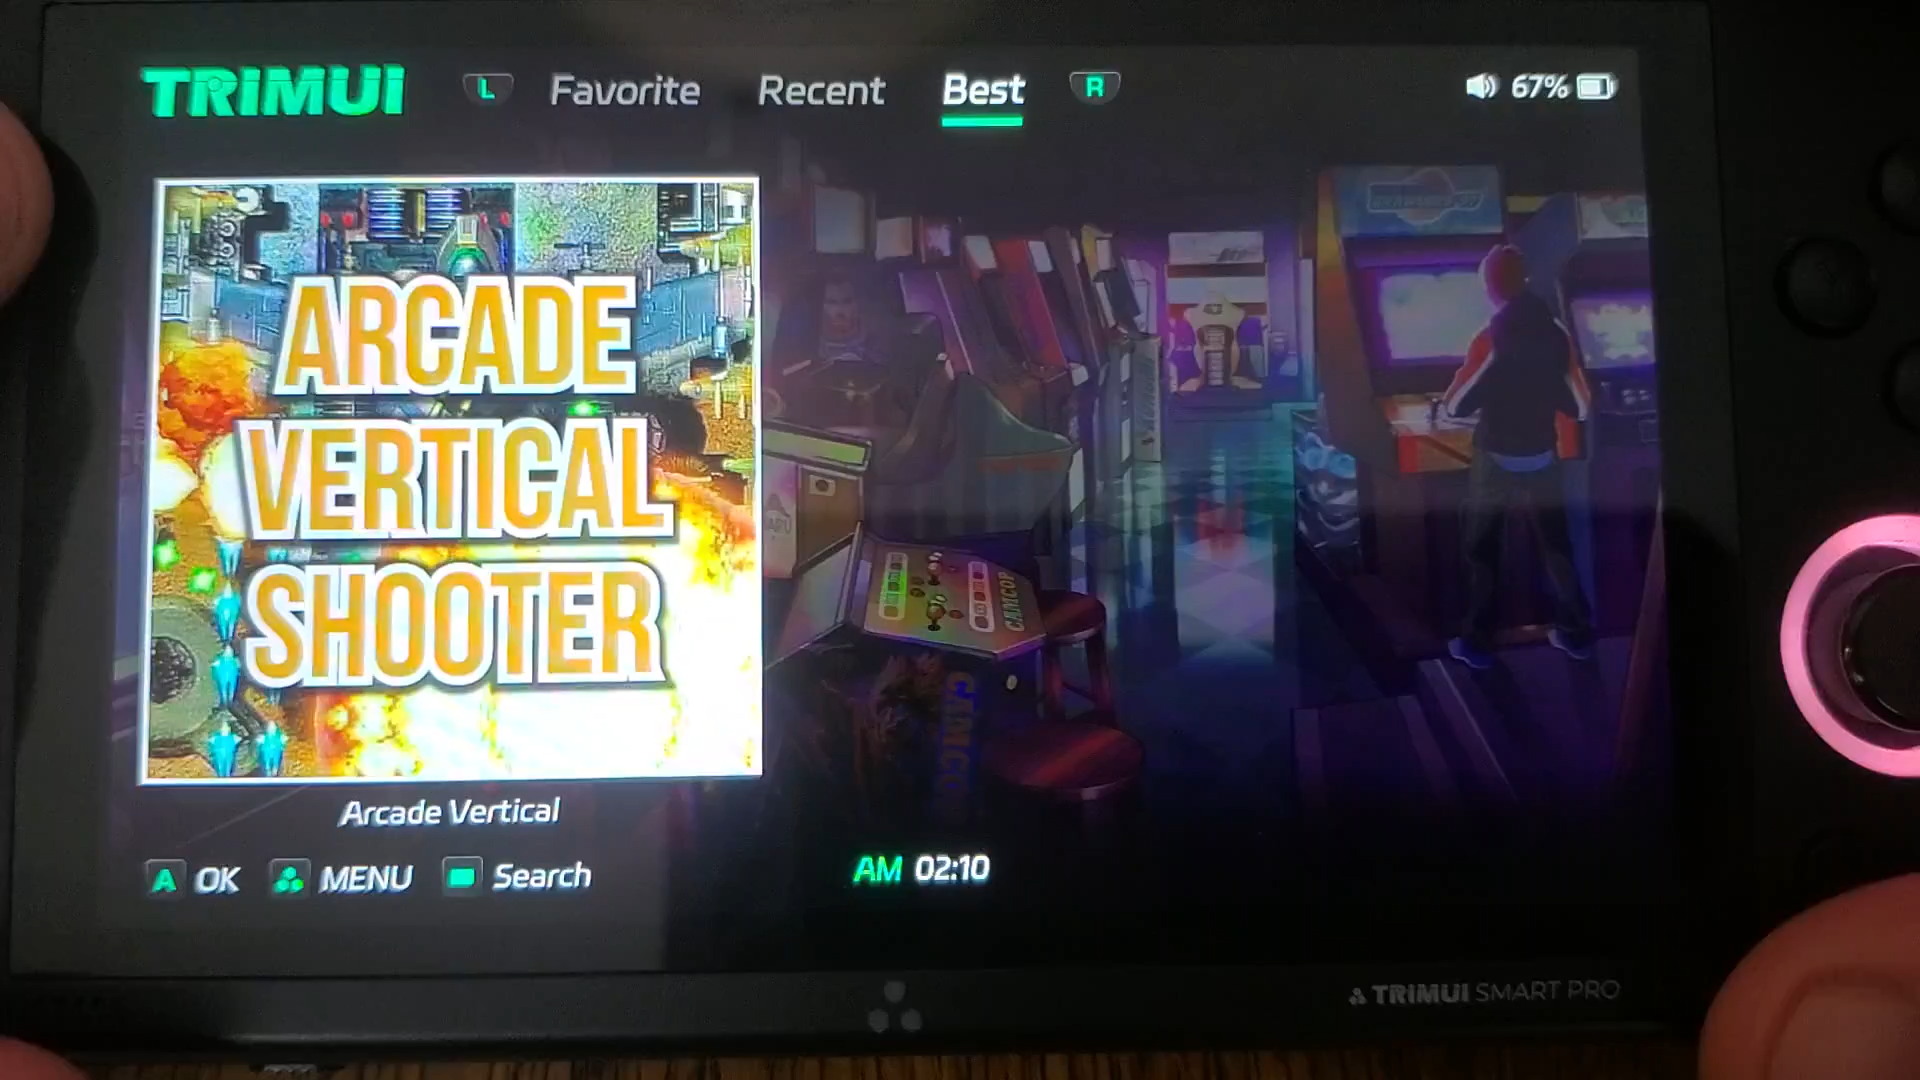 TRIMUI L Favorite Recent Best R 67%
ARCADE
VERTICAL
SHOOTER
CAMCOP
Arcade Vertical
A OK MENU Search AM 02:10
TRIMUI SMART PRO